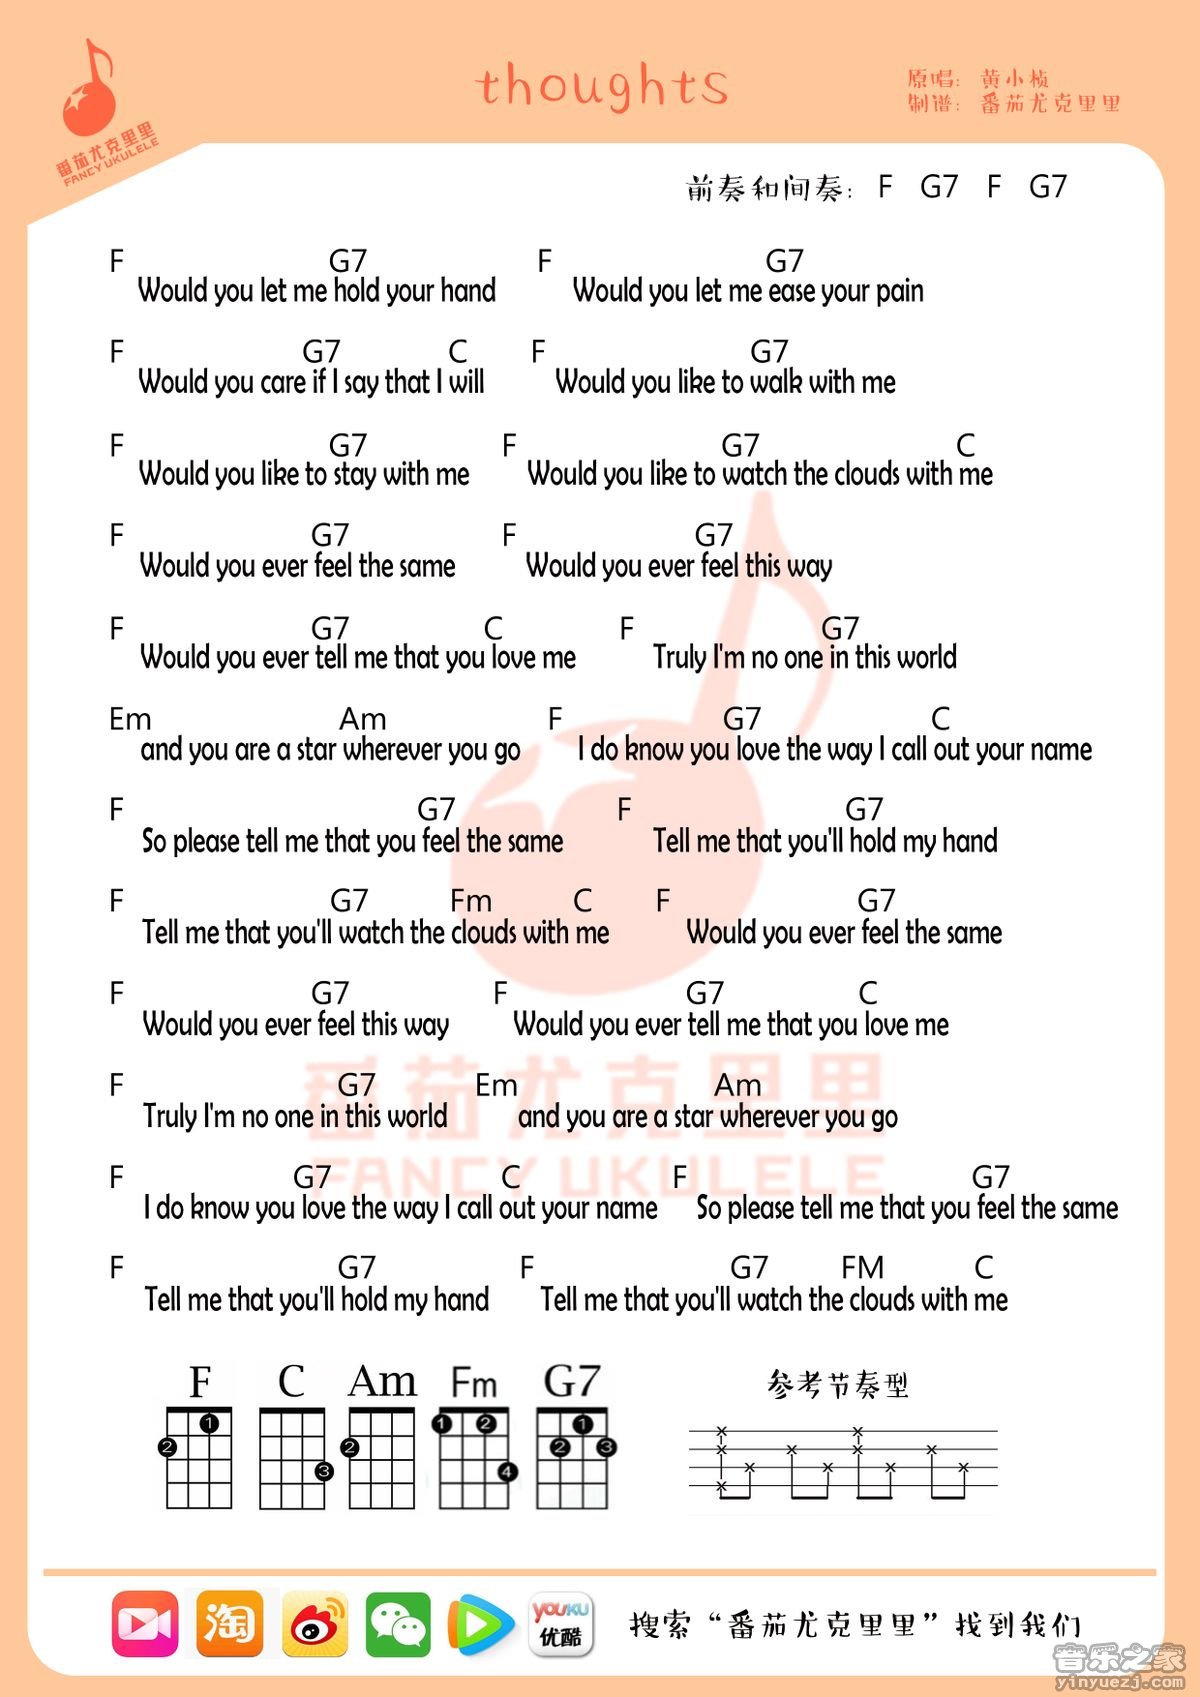 thoughts
原唱: 黄小桢
制谱: 番茄尤克里里
番茄尤克里里
FANCY UKULELE
前奏和间奏: F G7 F G7
F G7 F G7
Would you let me hold your hand Would you let me ease your pain
F G7 C F G7
Would you care if I say that I will Would you like to walk with me
F G7 F G7 C
Would you like to stay with me Would you like to watch the clouds with me
F G7 F G7
Would you ever feel the same Would you ever feel this way
F G7 C F G7
Would you ever tell me that you love me Truly I'm no one in this world
Em Am F G7 C
and you are a star wherever you go I do know you love the way I call out your name
F G7 F G7
So please tell me that you feel the same Tell me that you'll hold my hand
F G7 Fm C F G7
Tell me that you'll watch the clouds with me Would you ever feel the same
F G7 F G7 C
Would you ever feel this way Would you ever tell me that you love me
F G7 Em Am
Truly I'm no one in this world and you are a star wherever you go
F G7 C F G7
I do know you love the way I call out your name So please tell me that you feel the same
F G7 F G7 FM C
Tell me that you'll hold my hand Tell me that you'll watch the clouds with me
番茄尤克里里
FANCY UKULELE
F C Am Fm G7
1 1 2 1
2 2 2 3
3 4
参考节奏型
淘
YOUKU
优酷
搜索“番茄尤克里里”找到我们
音乐之家
yinyuezj.com